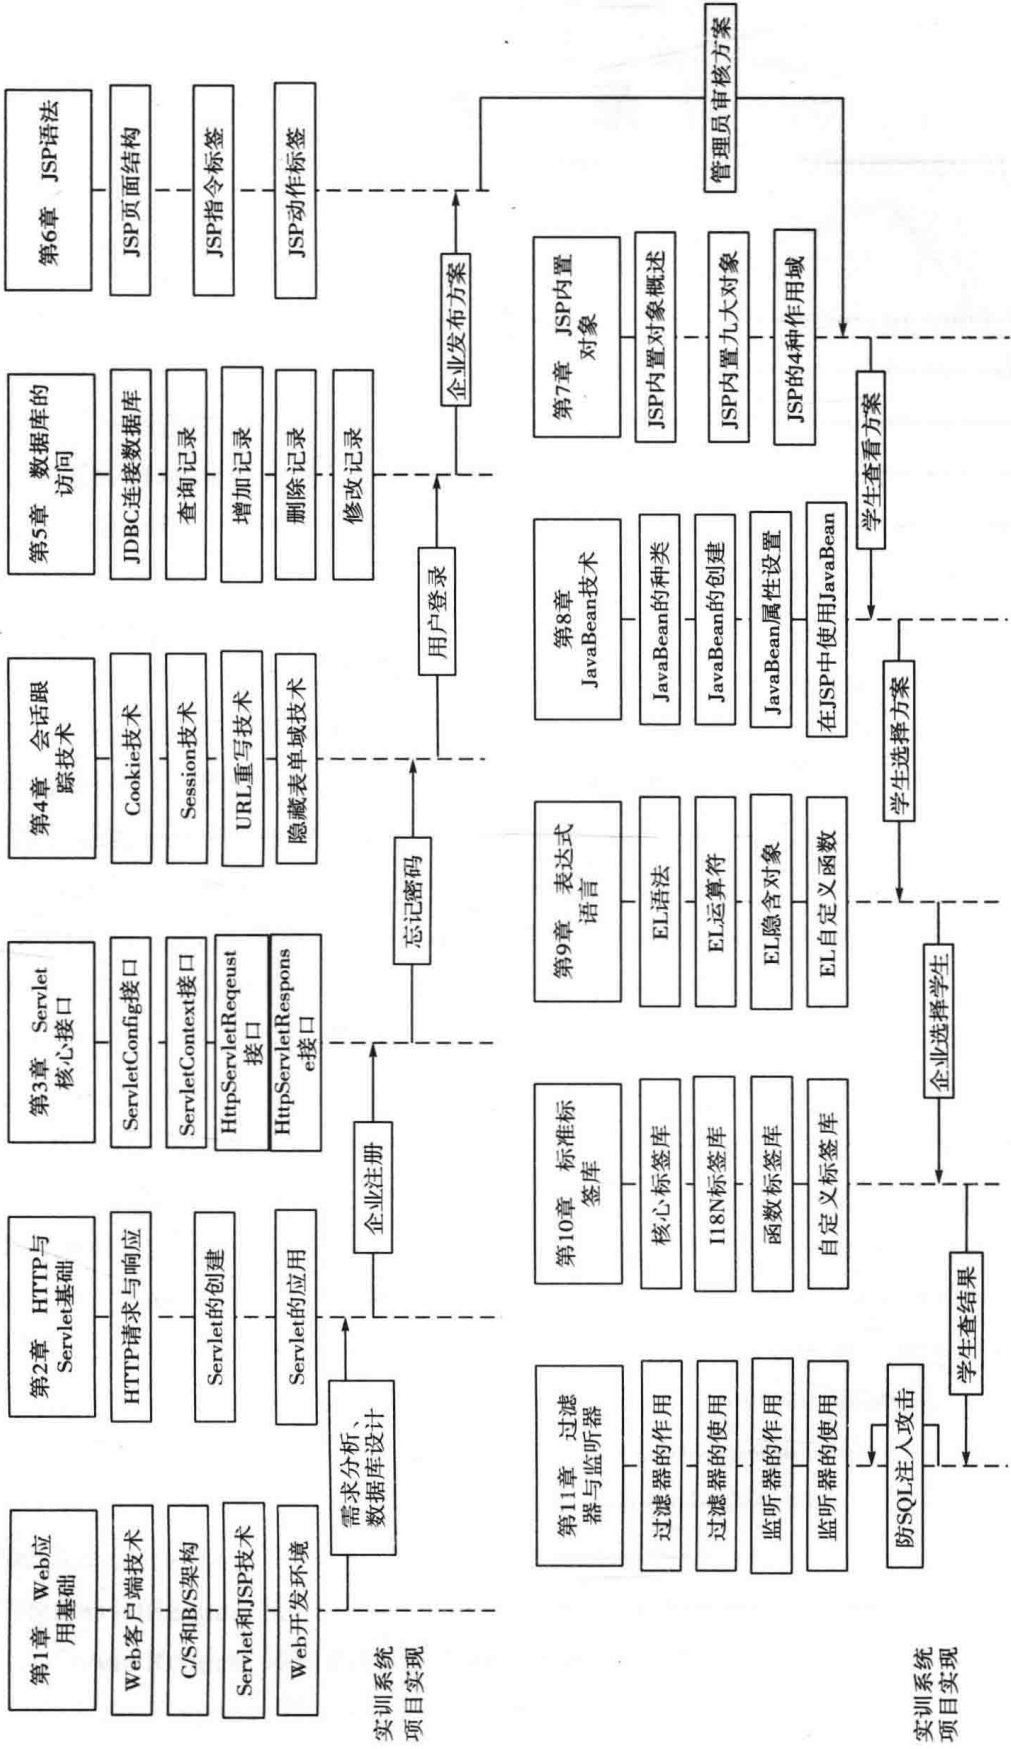 第1章　Web应
用基础
Web客户端技术
C/S和B/S架构
Servlet和JSP技术
Web开发环境
需求分析、
数据库设计
第2章　HTTP与
Servlet基础
HTTP请求与响应
Servlet的创建
Servlet的应用
企业注册
第3章　Servlet
核心接口
ServletConfig接口
ServletContext接口
HttpServletReqeust
接口
HttpServletRespons
e接口
忘记密码
第4章　会话跟
踪技术
Cookie技术
Session技术
URL重写技术
隐藏表单域技术
用户登录
第5章　数据库的
访问
JDBC连接数据库
查询记录
增加记录
删除记录
修改记录
企业发布方案
第6章　JSP语法
JSP页面结构
JSP指令标签
JSP动作标签
管理员审核方案
实训系统
项目实现
第7章　JSP内置
对象
JSP内置对象概述
JSP内置九大对象
JSP的4种作用域
学生查看方案
第8章
JavaBean技术
JavaBean的种类
JavaBean的创建
JavaBean属性设置
在JSP中使用JavaBean
学生选择方案
第9章　表达式
语言
EL语法
EL运算符
EL隐含对象
EL自定义函数
企业选择学生
第10章　标准标
签库
核心标签库
I18N标签库
函数标签库
自定义标签库
学生查结果
第11章　过滤
器与监听器
过滤器的作用
过滤器的使用
监听器的作用
监听器的使用
防SQL注入攻击
实训系统
项目实现